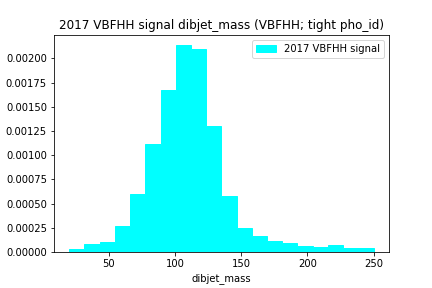 2017 VBFHH signal dibjet_mass (VBFHH; tight pho_id)
2017 VBFHH signal
0.00200
0.00175
0.00150
0.00125
0.00100
0.00075
0.00050
0.00025
0.00000
50 100 150 200 250
dibjet_mass